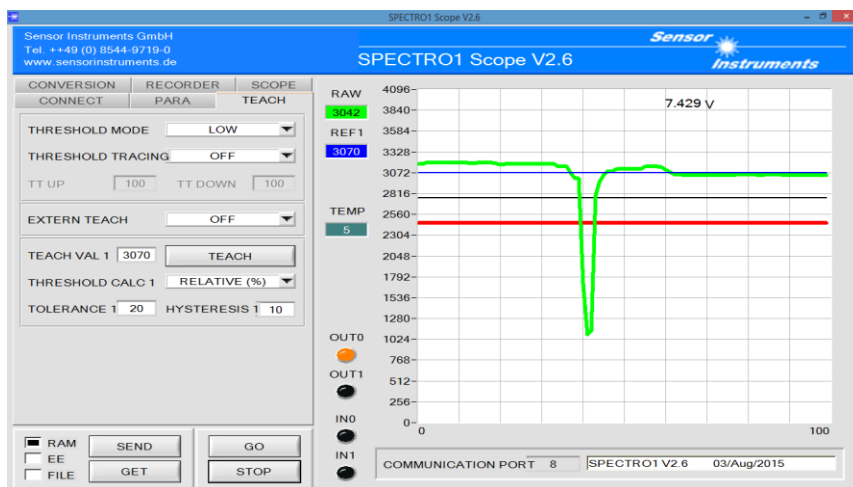 SPECTRO1 Scope V2.6
Sensor Instruments GmbH
Tel. ++49 (0) 8544-9719-0
www.sensorinstruments.de
SPECTRO1 Scope V2.6
Sensor
Instruments
CONVERSION RECORDER SCOPE
CONNECT PARA TEACH
THRESHOLD MODE LOW
THRESHOLD TRACING OFF
TT UP 100 TT DOWN 100
EXTERN TEACH OFF
TEACH VAL 1 3070 TEACH
THRESHOLD CALC 1 RELATIVE (%)
TOLERANCE 1 20 HYSTERESIS 1 10
RAM
EE
FILE
SEND GO
GET STOP
RAW
3042
REF1
3070
TEMP
5
OUT0
OUT1
IN0
IN1
7.429 V
4096
3840
3584
3328
3072
2816
2560
2304
2048
1792
1536
1280
1024
768
512
256
0
0 100
COMMUNICATION PORT 8 SPECTRO1 V2.6 03/Aug/2015